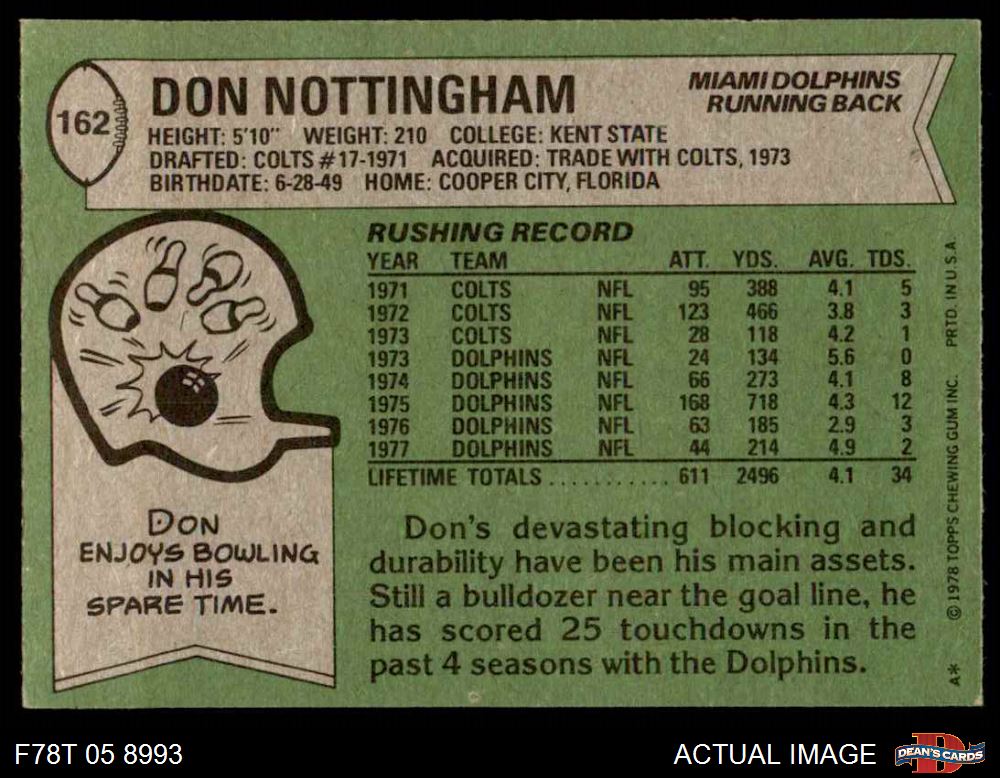 162
DON NOTTINGHAM
MIAMI DOLPHINS
RUNNING BACK
HEIGHT: 5'10" WEIGHT: 210 COLLEGE: KENT STATE
DRAFTED: COLTS #17-1971 ACQUIRED: TRADE WITH COLTS, 1973
BIRTHDATE: 6-28-49 HOME: COOPER CITY, FLORIDA
RUSHING RECORD
YEAR TEAM ATT. YDS. AVG. TDS.
1971 COLTS NFL 95 388 4.1 5
1972 COLTS NFL 123 466 3.8 3
1973 COLTS NFL 28 118 4.2 1
1973 DOLPHINS NFL 24 134 5.6 0
1974 DOLPHINS NFL 66 273 4.1 8
1975 DOLPHINS NFL 168 718 4.3 12
1976 DOLPHINS NFL 63 185 2.9 3
1977 DOLPHINS NFL 44 214 4.9 2
LIFETIME TOTALS........... 611 2496 4.1 34
DON
ENJOYS BOWLING
IN HIS
SPARE TIME.
Don's devastating blocking and
durability have been his main assets.
Still a bulldozer near the goal line, he
has scored 25 touchdowns in the
past 4 seasons with the Dolphins.
A* © 1978 TOPPS CHEWING GUM INC. PRTD. IN U.S.A.
F78T 05 8993
ACTUAL IMAGE
DEAN'S CARDS